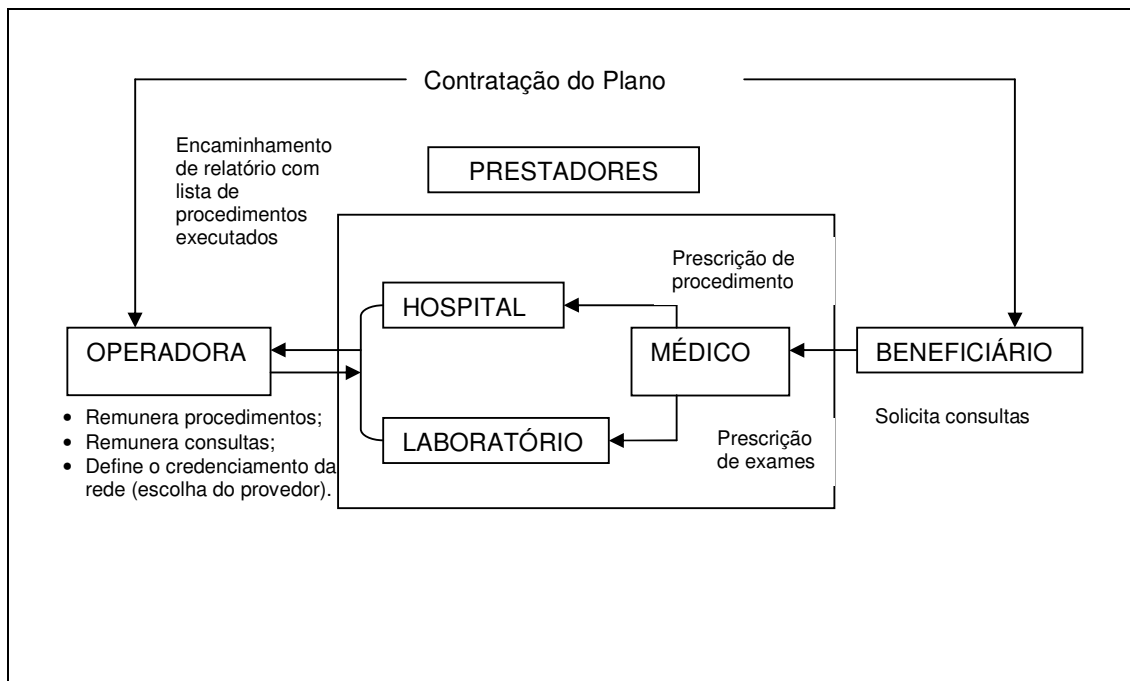 Contratação do Plano
Encaminhamento
de relatório com
lista de
procedimentos
executados
PRESTADORES
Prescrição de
procedimento
HOSPITAL
OPERADORA
MÉDICO
BENEFICIÁRIO
• Remunera procedimentos;
• Remunera consultas;
• Define o credenciamento da
rede (escolha do provedor).
LABORATÓRIO
Prescrição
de exames
Solicita consultas